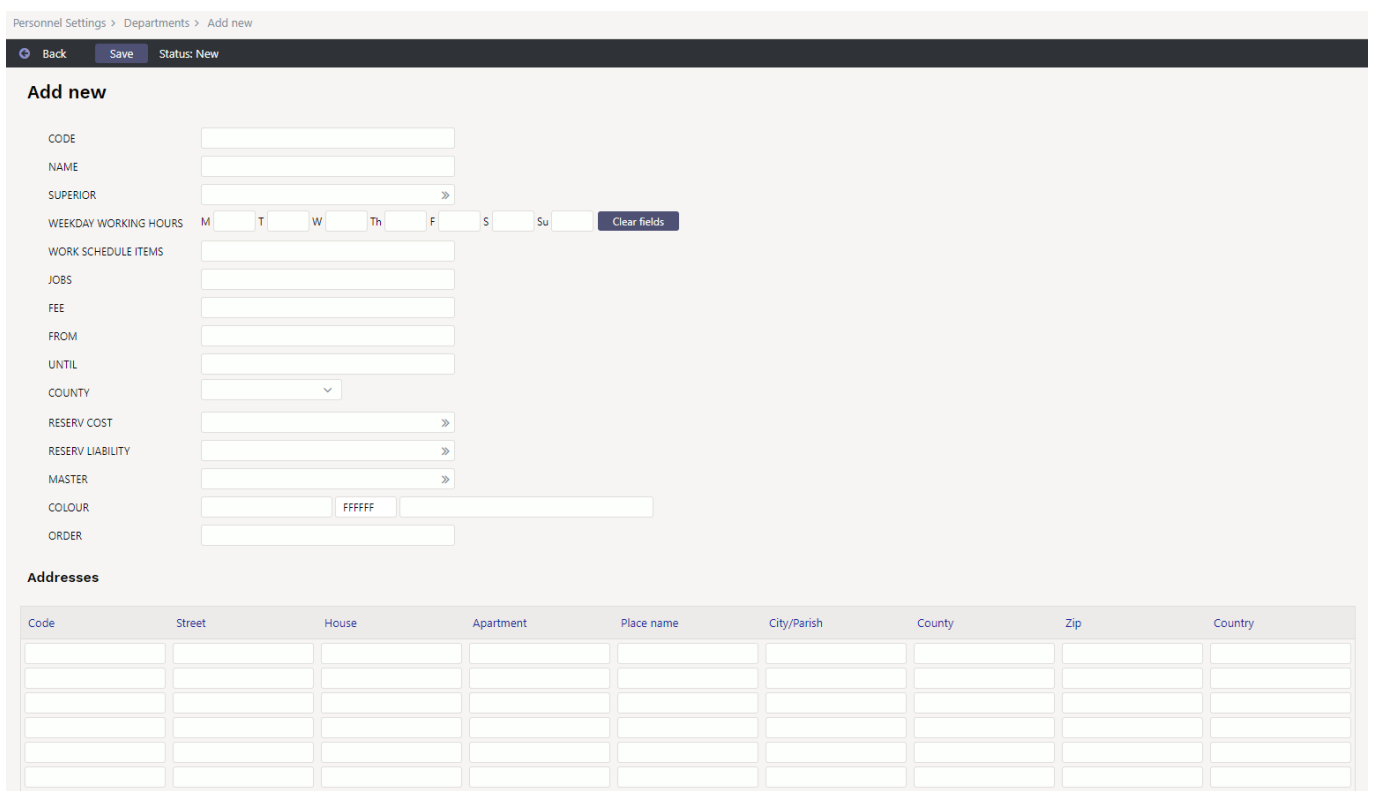 Personnel Settings > Departments > Add new
Back Save Status: New
Add new
CODE
NAME
SUPERIOR »
WEEKDAY WORKING HOURS M T W Th F S Su Clear fields
WORK SCHEDULE ITEMS
JOBS
FEE
FROM
UNTIL
COUNTY
RESERV COST »
RESERV LIABILITY »
MASTER »
COLOUR FFFFFF
ORDER
Addresses
Code Street House Apartment Place name City/Parish County Zip Country